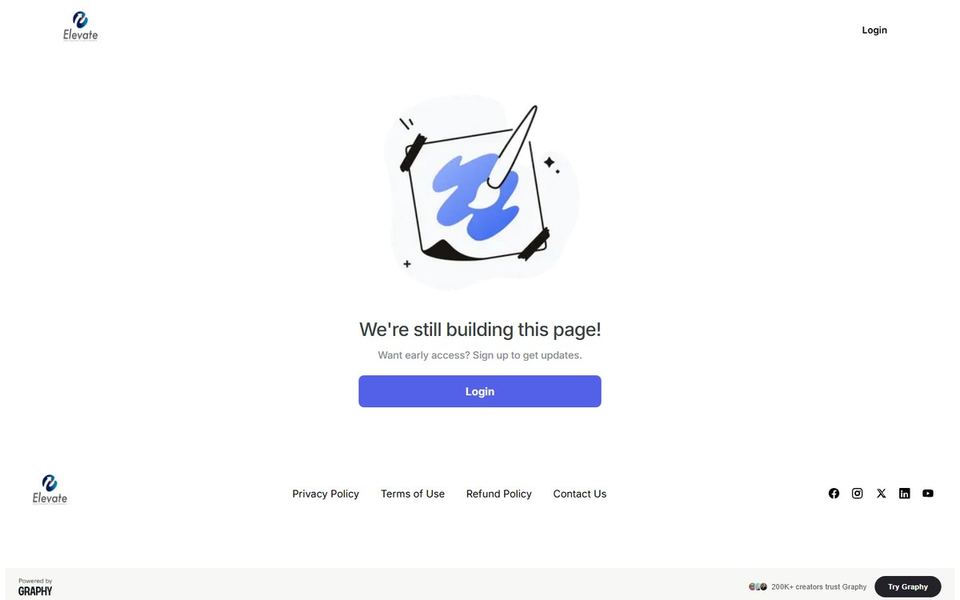 Elevate
Login
We're still building this page!
Want early access? Sign up to get updates.
Login
Elevate
Privacy Policy Terms of Use Refund Policy Contact Us
Powered by
GRAPHY
200K+ creators trust Graphy
Try Graphy